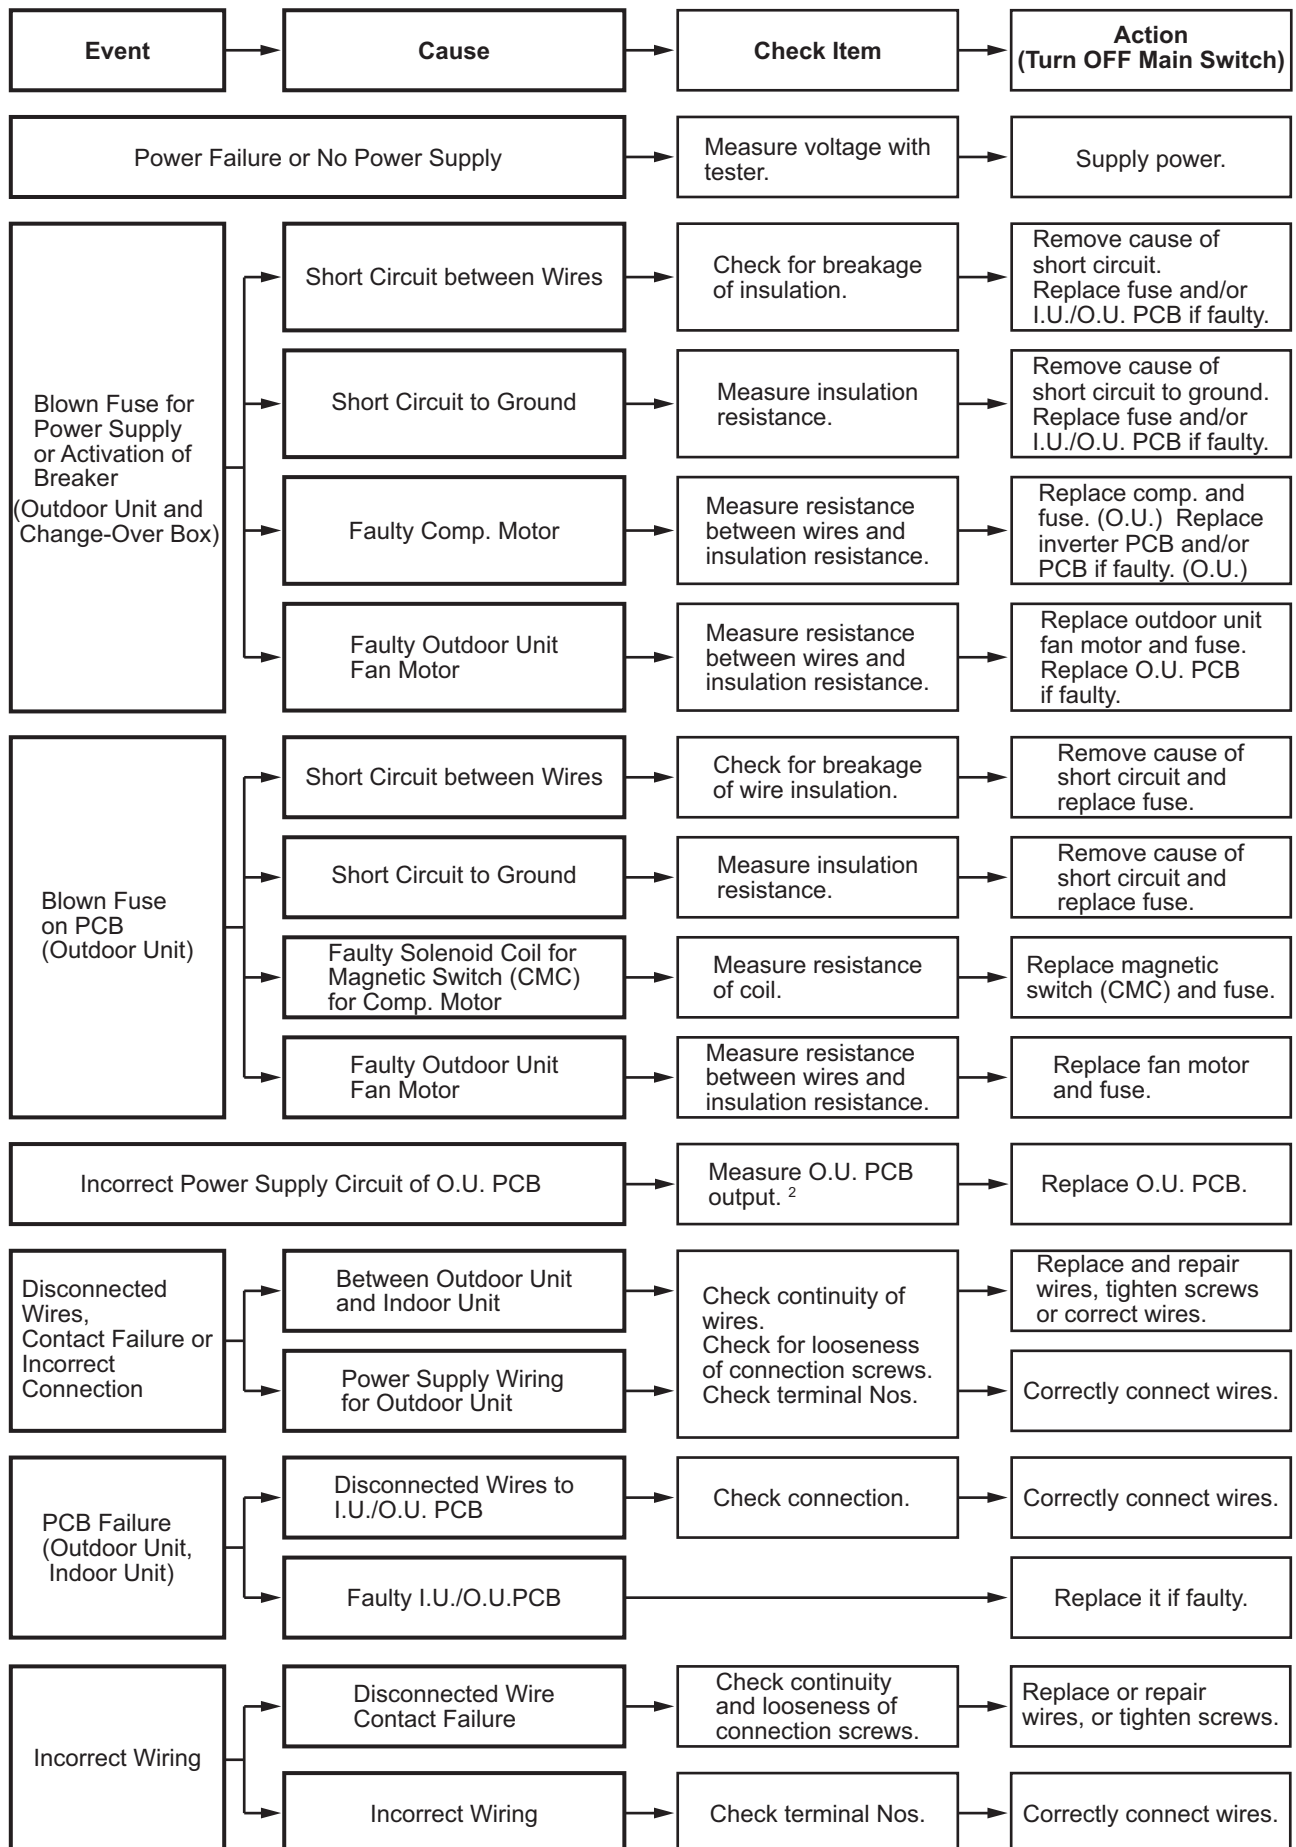 Event
Cause
Check Item
Action
(Turn OFF Main Switch)
Power Failure or No Power Supply
Measure voltage with
tester.
Supply power.
Blown Fuse for
Power Supply
or Activation of
Breaker
(Outdoor Unit and
Change-Over Box)
Short Circuit between Wires
Check for breakage
of insulation.
Remove cause of
short circuit.
Replace fuse and/or
I.U./O.U. PCB if faulty.
Short Circuit to Ground
Measure insulation
resistance.
Remove cause of
short circuit to ground.
Replace fuse and/or
I.U./O.U. PCB if faulty.
Faulty Comp. Motor
Measure resistance
between wires and
insulation resistance.
Replace comp. and
fuse. (O.U.) Replace
inverter PCB and/or
PCB if faulty. (O.U.)
Faulty Outdoor Unit
Fan Motor
Measure resistance
between wires and
insulation resistance.
Replace outdoor unit
fan motor and fuse.
Replace O.U. PCB
if faulty.
Blown Fuse
on PCB
(Outdoor Unit)
Short Circuit between Wires
Check for breakage
of wire insulation.
Remove cause of
short circuit and
replace fuse.
Short Circuit to Ground
Measure insulation
resistance.
Remove cause of
short circuit and
replace fuse.
Faulty Solenoid Coil for
Magnetic Switch (CMC)
for Comp. Motor
Measure resistance
of coil.
Replace magnetic
switch (CMC) and fuse.
Faulty Outdoor Unit
Fan Motor
Measure resistance
between wires and
insulation resistance.
Replace fan motor
and fuse.
Incorrect Power Supply Circuit of O.U. PCB
Measure O.U. PCB
output. 2
Replace O.U. PCB.
Disconnected
Wires,
Contact Failure or
Incorrect
Connection
Between Outdoor Unit
and Indoor Unit
Check continuity of
wires.
Check for looseness
of connection screws.
Check terminal Nos.
Replace and repair
wires, tighten screws
or correct wires.
Power Supply Wiring
for Outdoor Unit
Correctly connect wires.
PCB Failure
(Outdoor Unit,
Indoor Unit)
Disconnected Wires to
I.U./O.U. PCB
Check connection.
Correctly connect wires.
Faulty I.U./O.U.PCB
Replace it if faulty.
Incorrect Wiring
Disconnected Wire
Contact Failure
Check continuity
and looseness of
connection screws.
Replace or repair
wires, or tighten screws.
Incorrect Wiring
Check terminal Nos.
Correctly connect wires.